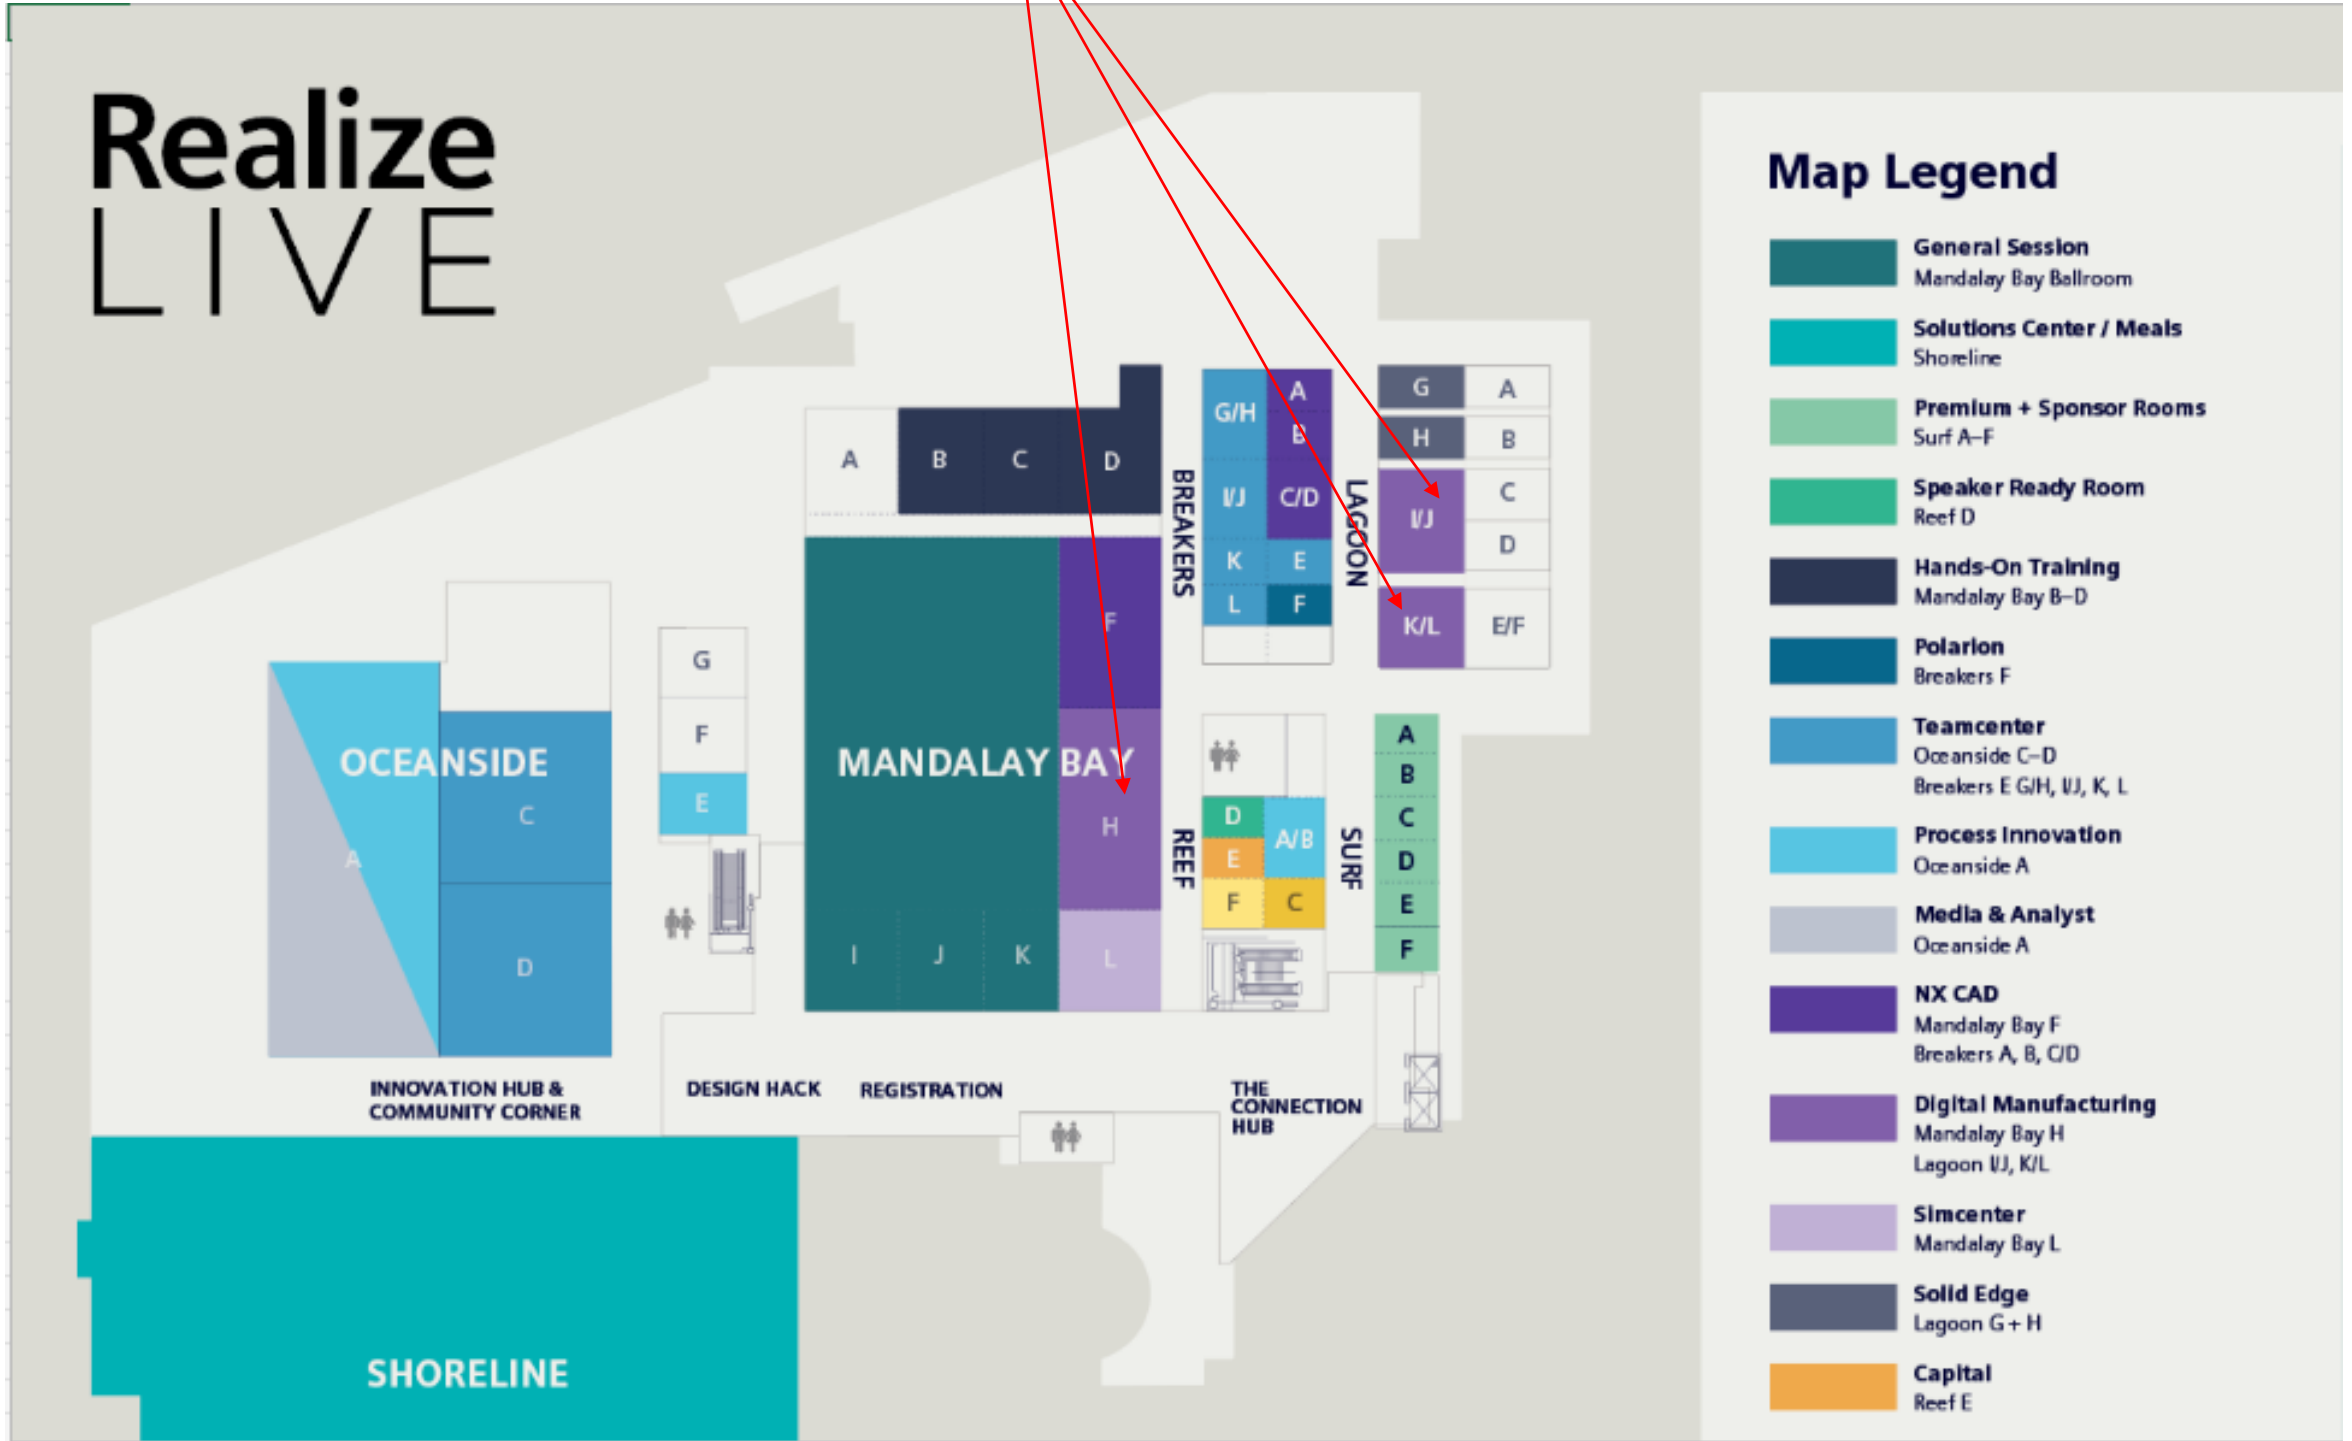 Realize
LIVE
A
B
C
D
G/H
A
B
I/J
C/D
K
E
L
F
BREAKERS
LAGOON
G
A
H
B
I/J
C
D
K/L
E/F
OCEANSIDE
A
C
D
G
F
E
MANDALAY BAY
F
H
I
J
K
L
REEF
D
A/B
E
F
C
SURF
A
B
C
D
E
F
INNOVATION HUB &
COMMUNITY CORNER
DESIGN HACK
REGISTRATION
THE
CONNECTION
HUB
SHORELINE
Map Legend
General Session
Mandalay Bay Ballroom
Solutions Center / Meals
Shoreline
Premium + Sponsor Rooms
Surf A–F
Speaker Ready Room
Reef D
Hands-On Training
Mandalay Bay B–D
Polarion
Breakers F
Teamcenter
Oceanside C–D
Breakers E G/H, I/J, K, L
Process Innovation
Oceanside A
Media & Analyst
Oceanside A
NX CAD
Mandalay Bay F
Breakers A, B, C/D
Digital Manufacturing
Mandalay Bay H
Lagoon I/J, K/L
Simcenter
Mandalay Bay L
Solid Edge
Lagoon G + H
Capital
Reef E